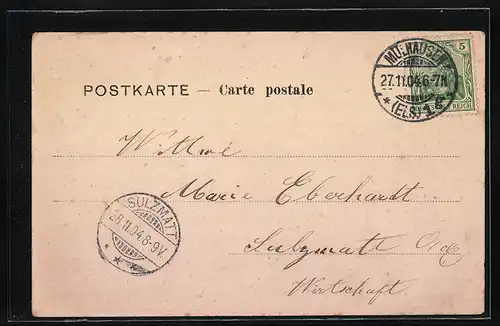 MÜLHAUSEN
27.11.04.6-7N.
* (ELS) 1 *
5
REICH
POSTKARTE – Carte postale
Wittwe
Marie Eberhardt
SULZMATT
28.11.04.8-9V.
* *
Sulzmatt
Wirtschaft